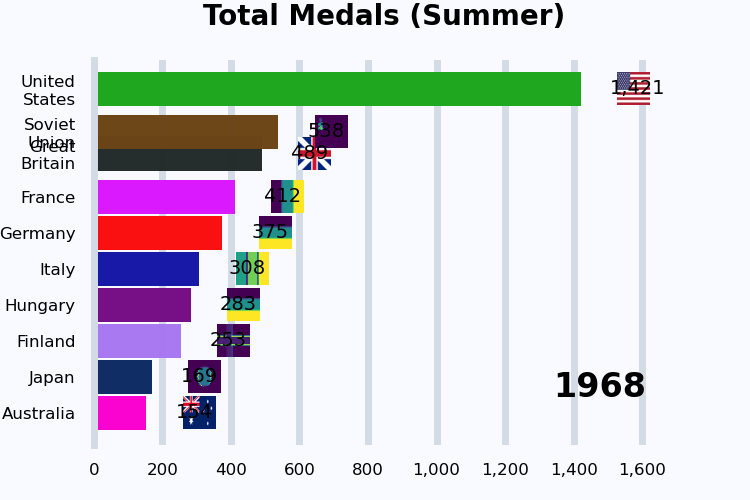 Total Medals (Summer)
United
States
1,421
Soviet
Union
538
Great
Britain
489
France
412
Germany
375
Italy
308
Hungary
283
Finland
253
Japan
169
Australia
154
1968
0 200 400 600 800 1,000 1,200 1,400 1,600